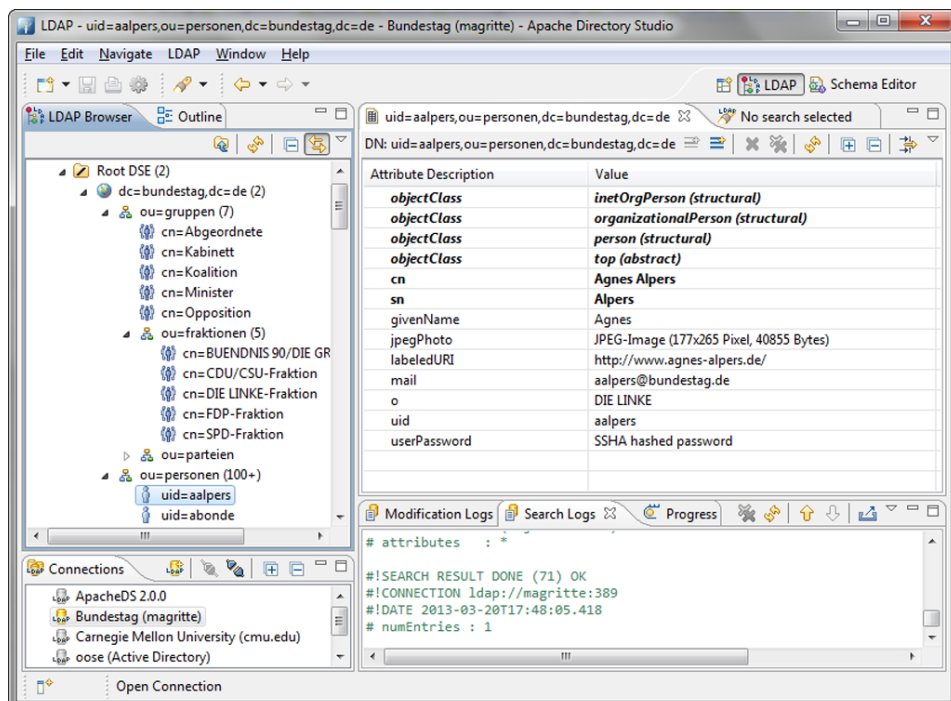 LDAP - uid=aalpers,ou=personen,dc=bundestag,dc=de - Bundestag (magritte) - Apache Directory Studio
File Edit Navigate LDAP Window Help
LDAP Schema Editor
LDAP Browser Outline
Root DSE (2)
dc=bundestag,dc=de (2)
ou=gruppen (7)
cn=Abgeordnete
cn=Kabinett
cn=Koalition
cn=Minister
cn=Opposition
ou=fraktionen (5)
cn=BUENDNIS 90/DIE GR
cn=CDU/CSU-Fraktion
cn=DIE LINKE-Fraktion
cn=FDP-Fraktion
cn=SPD-Fraktion
ou=parteien
ou=personen (100+)
uid=aalpers
uid=abonde
uid=aalpers,ou=personen,dc=bundestag,dc=de No search selected
DN: uid=aalpers,ou=personen,dc=bundestag,dc=de
Attribute Description Value
objectClass inetOrgPerson (structural)
objectClass organizationalPerson (structural)
objectClass person (structural)
objectClass top (abstract)
cn Agnes Alpers
sn Alpers
givenName Agnes
jpegPhoto JPEG-Image (177x265 Pixel, 40855 Bytes)
labeledURI http://www.agnes-alpers.de/
mail aalpers@bundestag.de
o DIE LINKE
uid aalpers
userPassword SSHA hashed password
Connections
ApacheDS 2.0.0
Bundestag (magritte)
Carnegie Mellon University (cmu.edu)
oose (Active Directory)
Modification Logs Search Logs Progress
# attributes : *
#!SEARCH RESULT DONE (71) OK
#!CONNECTION ldap://magritte:389
#!DATE 2013-03-20T17:48:05.418
# numEntries : 1
Open Connection